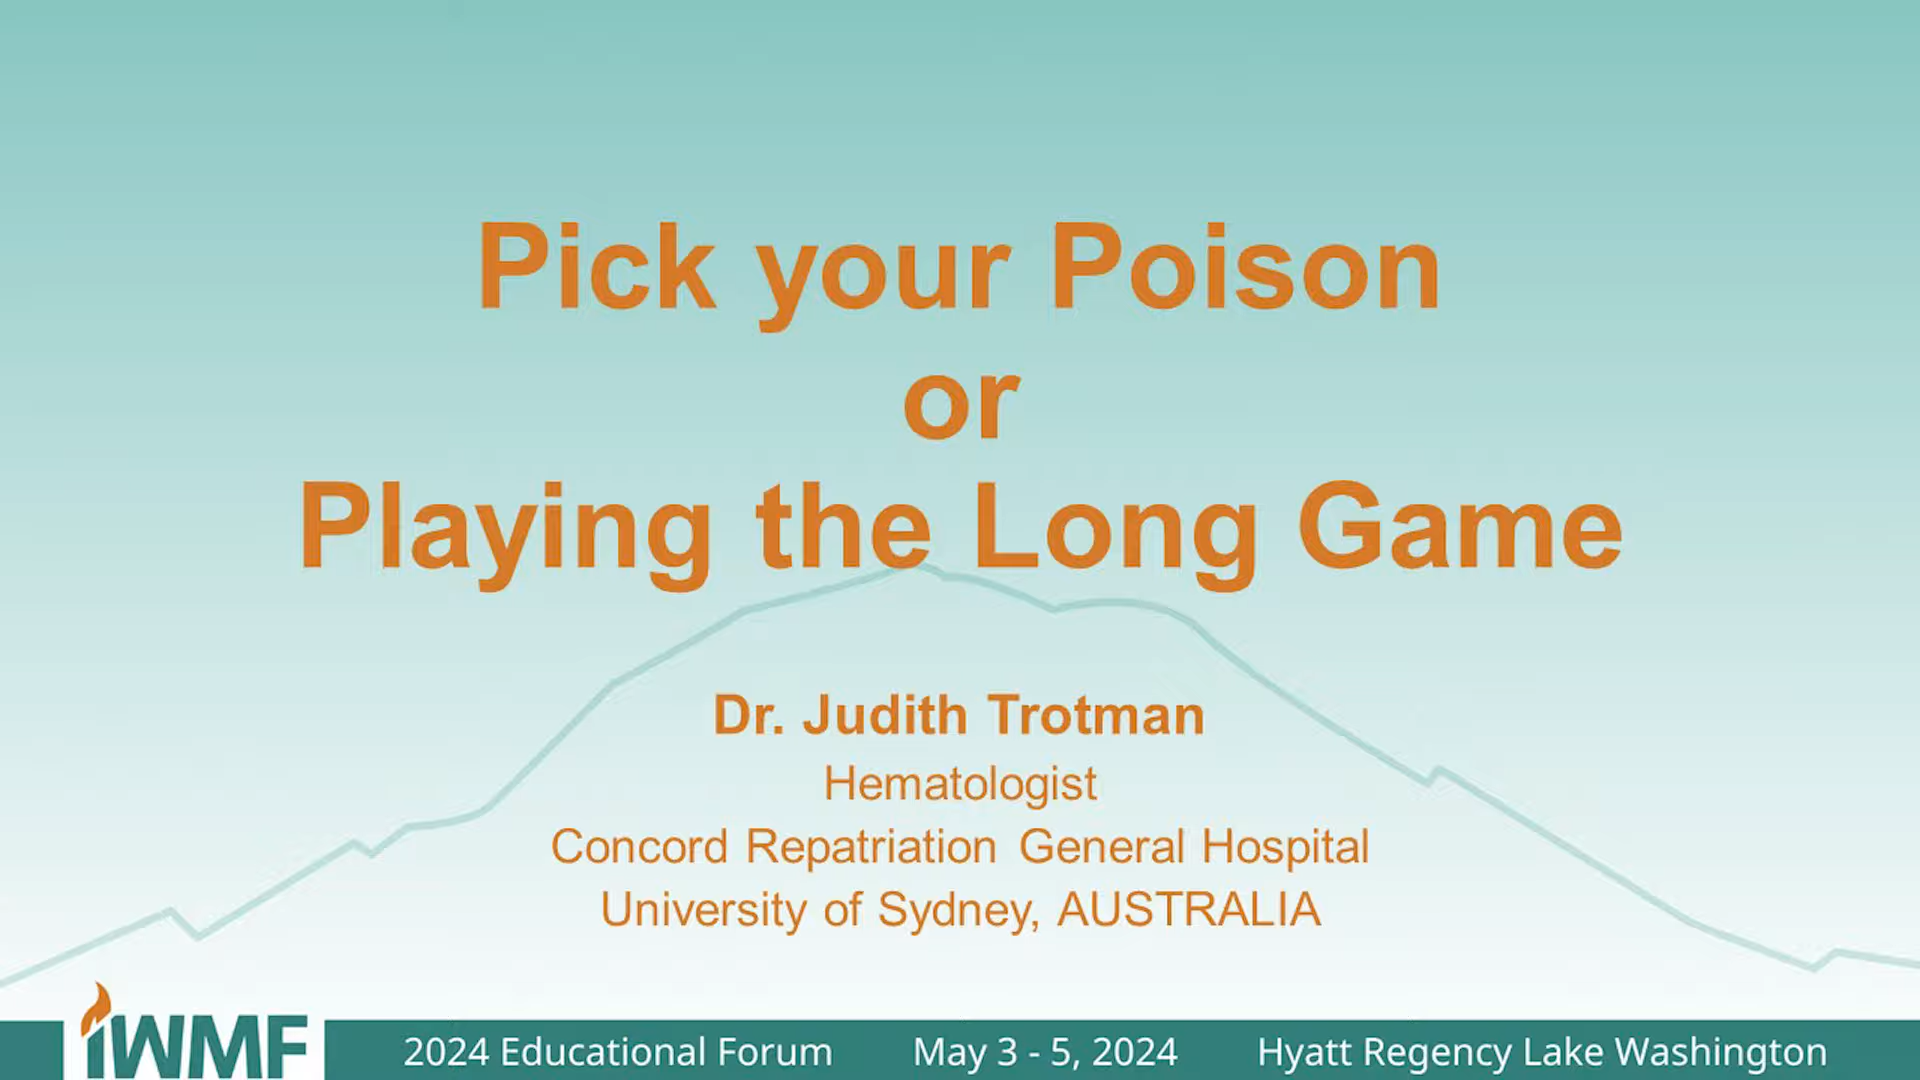 Pick your Poison
or
Playing the Long Game
Dr. Judith Trotman
Hematologist
Concord Repatriation General Hospital
University of Sydney, AUSTRALIA
iWMF
2024 Educational Forum May 3 - 5, 2024 Hyatt Regency Lake Washington